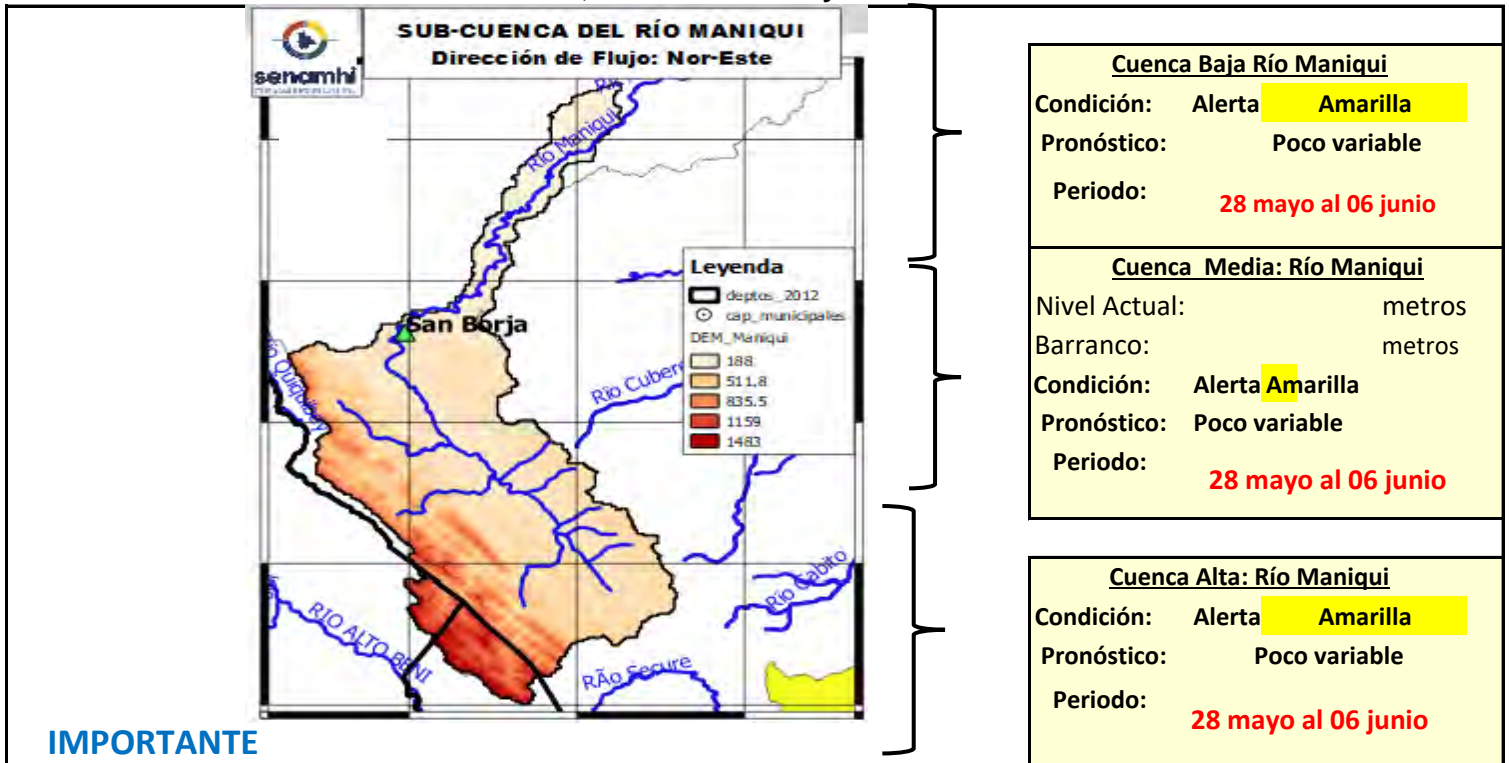 senamhi
SUB-CUENCA DEL RÍO MANIQUI
Dirección de Flujo: Nor-Este
Río Maniqui
San Borja
Río Quiquibey
Río Cubere
RIO ALTO BENI
RÃo Secure
Río Cabito
Leyenda
deptos_2012
cap_municipales
DEM_Maniqui
188
511.8
835.5
1159
1483
Cuenca Baja Río Maniqui
Condición: Alerta Amarilla
Pronóstico: Poco variable
Periodo: 28 mayo al 06 junio
Cuenca Media: Río Maniqui
Nivel Actual: metros
Barranco: metros
Condición: Alerta Amarilla
Pronóstico: Poco variable
Periodo: 28 mayo al 06 junio
Cuenca Alta: Río Maniqui
Condición: Alerta Amarilla
Pronóstico: Poco variable
Periodo: 28 mayo al 06 junio
IMPORTANTE